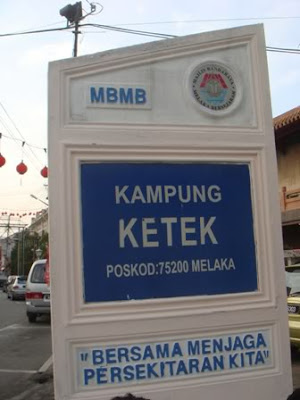 MBMB
KAMPUNG
KETEK
POSKOD:75200 MELAKA
"BERSAMA MENJAGA
PERSEKITARAN KITA"